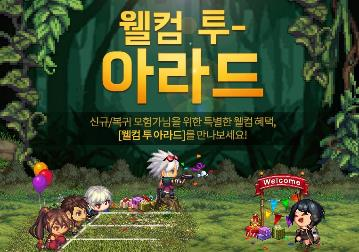 웰컴 투-
아라드
신규/복귀 모험가님을 위한 특별한 웰컴 혜택,
[웰컴 투 아라드]를 만나보세요!
Welcome